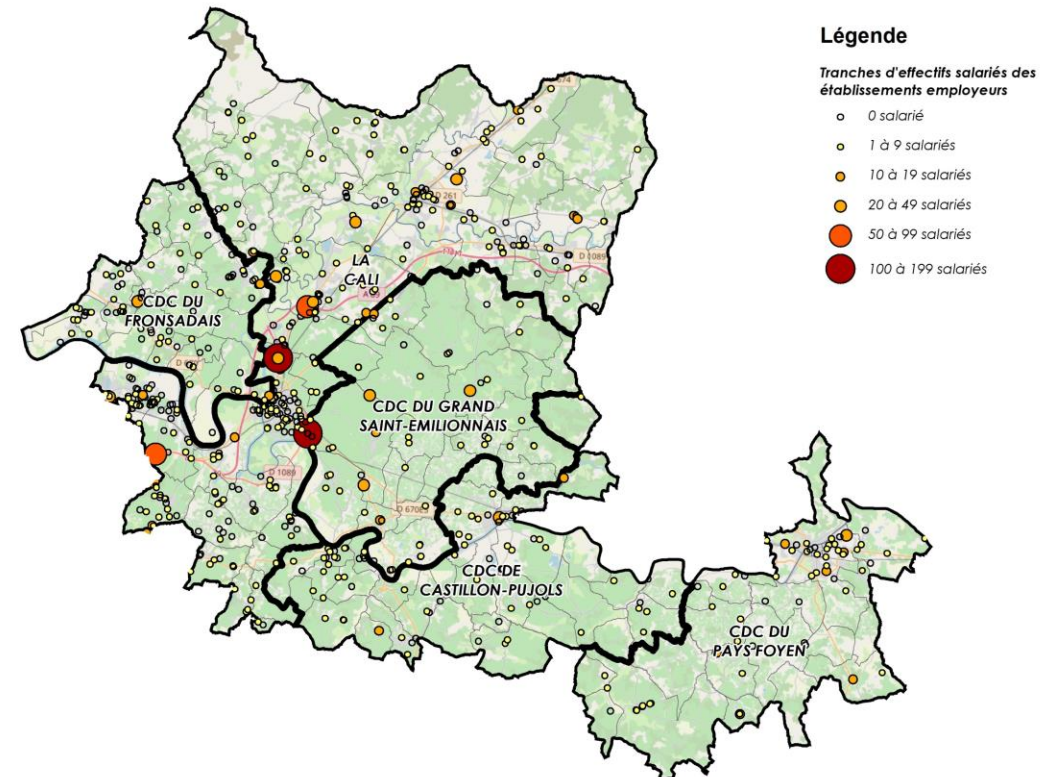 Légende
Tranches d'effectifs salariés des
établissements employeurs
0 salarié
1 à 9 salariés
10 à 19 salariés
20 à 49 salariés
50 à 99 salariés
100 à 199 salariés
D 261
D 1089
LA
CALI
CDC DU
FRONSADAIS
CDC DU GRAND
SAINT-EMILIONNAIS
D 1089
D 670E5
CDC DE
CASTILLON-PUJOLS
CDC DU
PAYS FOYEN